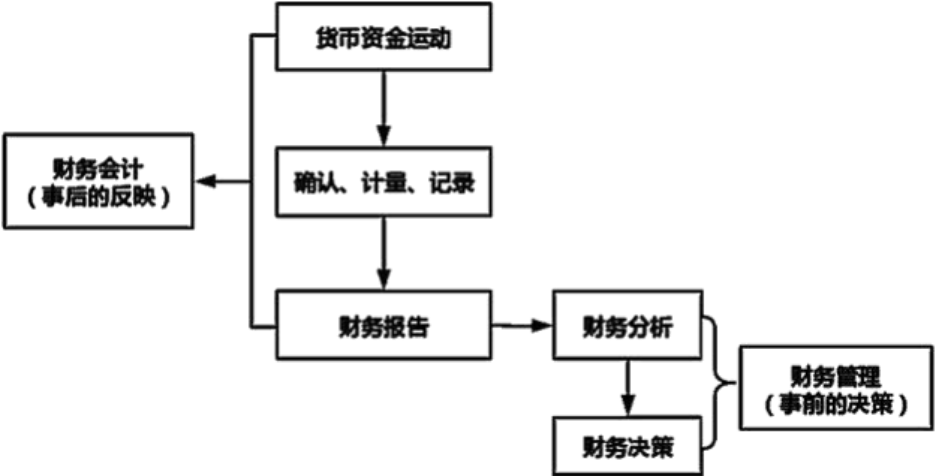 货币资金运动
财务会计
（事后的反映）
确认、计量、记录
财务报告
财务分析
财务管理
（事前的决策）
财务决策